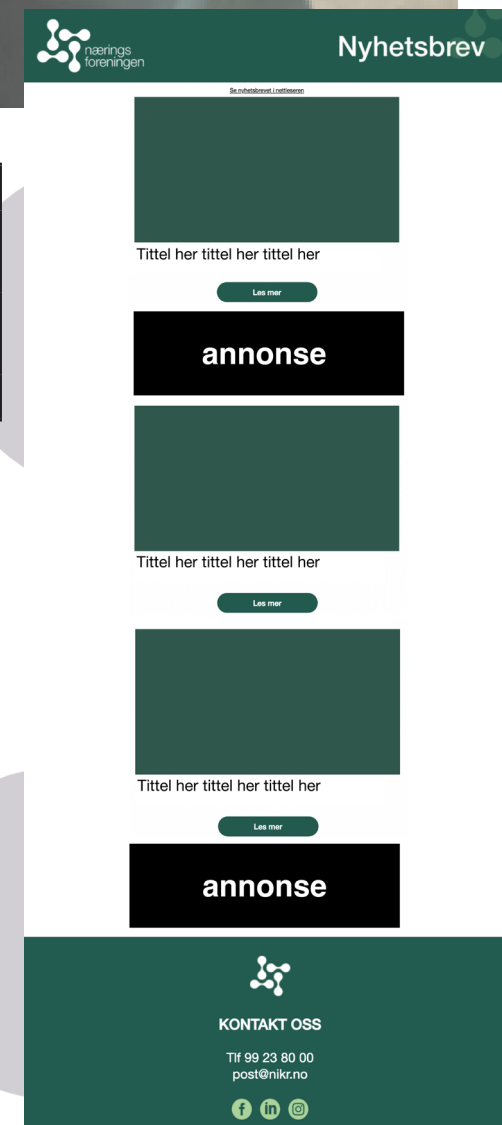 nærings
foreningen
Nyhetsbrev
Se nyhetsbrevet i nettleseren
Tittel her tittel her tittel her
Les mer
annonse
Tittel her tittel her tittel her
Les mer
Tittel her tittel her tittel her
Les mer
annonse
KONTAKT OSS
Tlf 99 23 80 00
post@nikr.no
f in